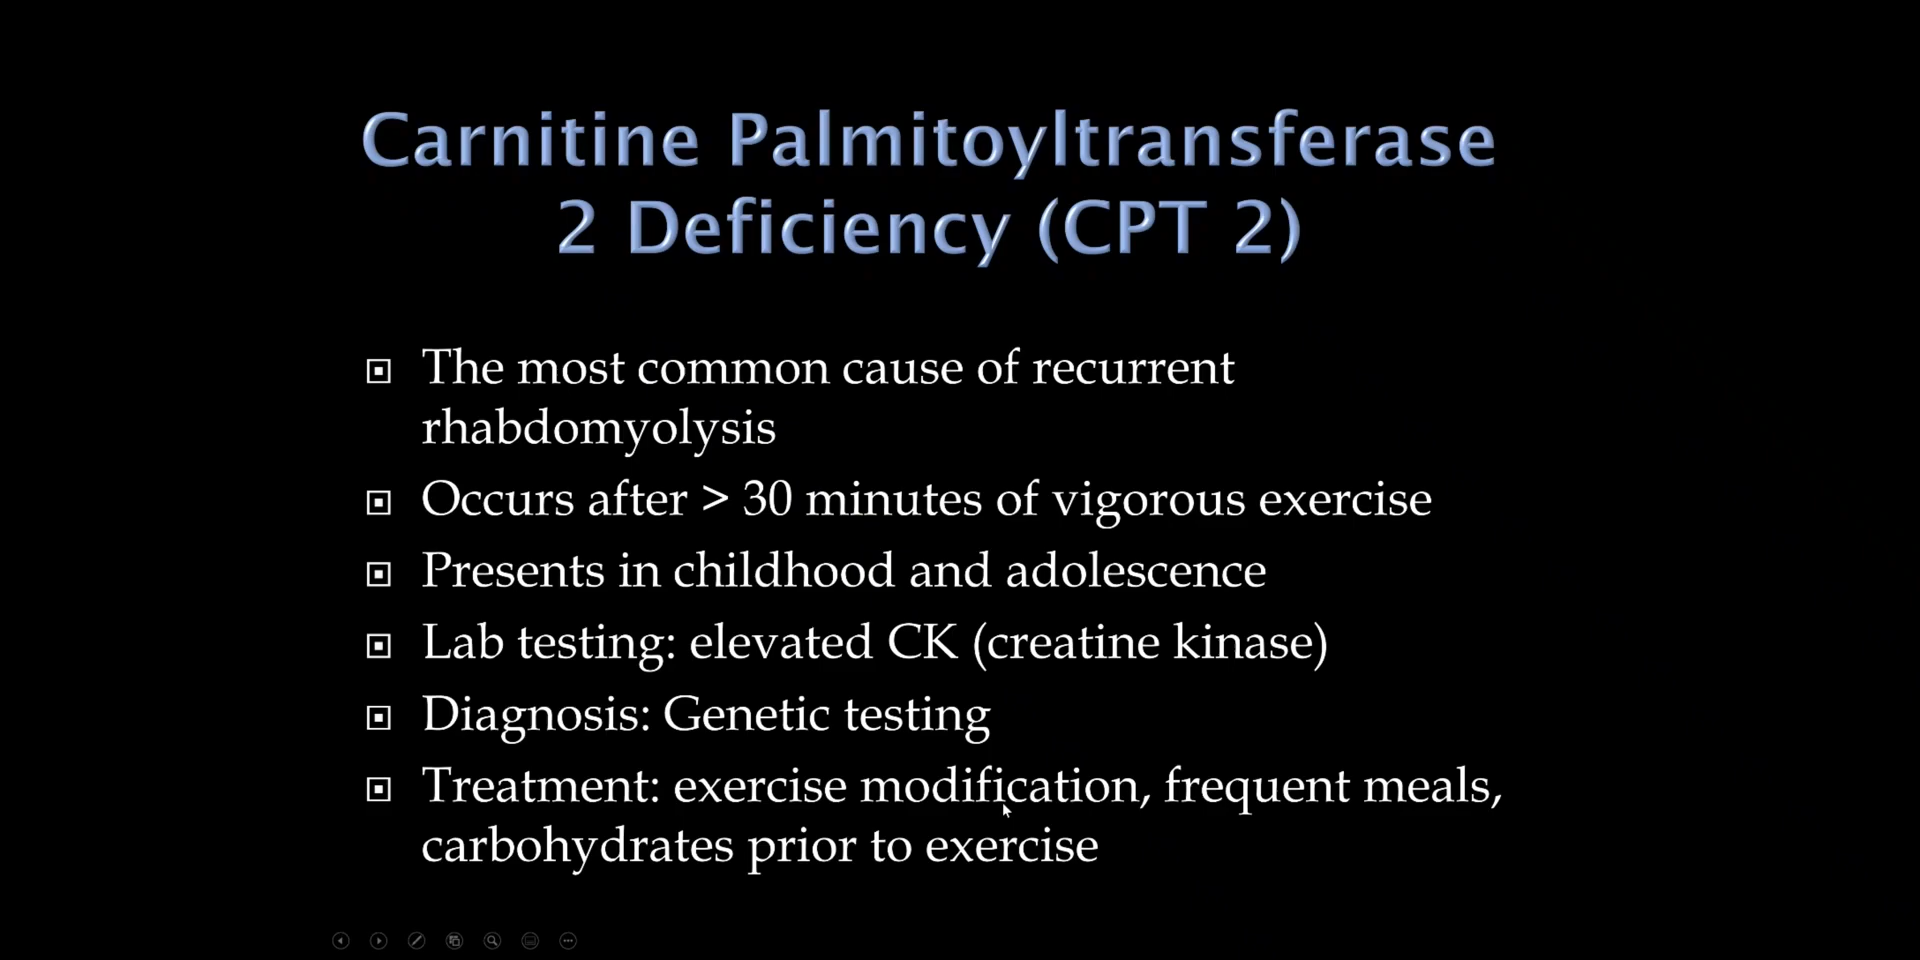 Carnitine Palmitoyltransferase
2 Deficiency (CPT 2)
The most common cause of recurrent
rhabdomyolysis
Occurs after > 30 minutes of vigorous exercise
Presents in childhood and adolescence
Lab testing: elevated CK (creatine kinase)
Diagnosis: Genetic testing
Treatment: exercise modification, frequent meals,
carbohydrates prior to exercise